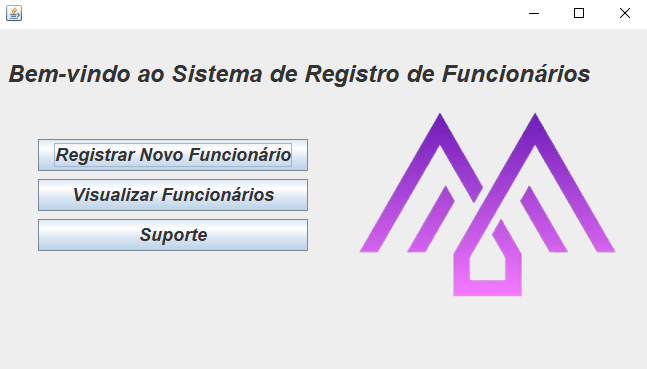 Bem-vindo ao Sistema de Registro de Funcionários
Registrar Novo Funcionário
Visualizar Funcionários
Suporte